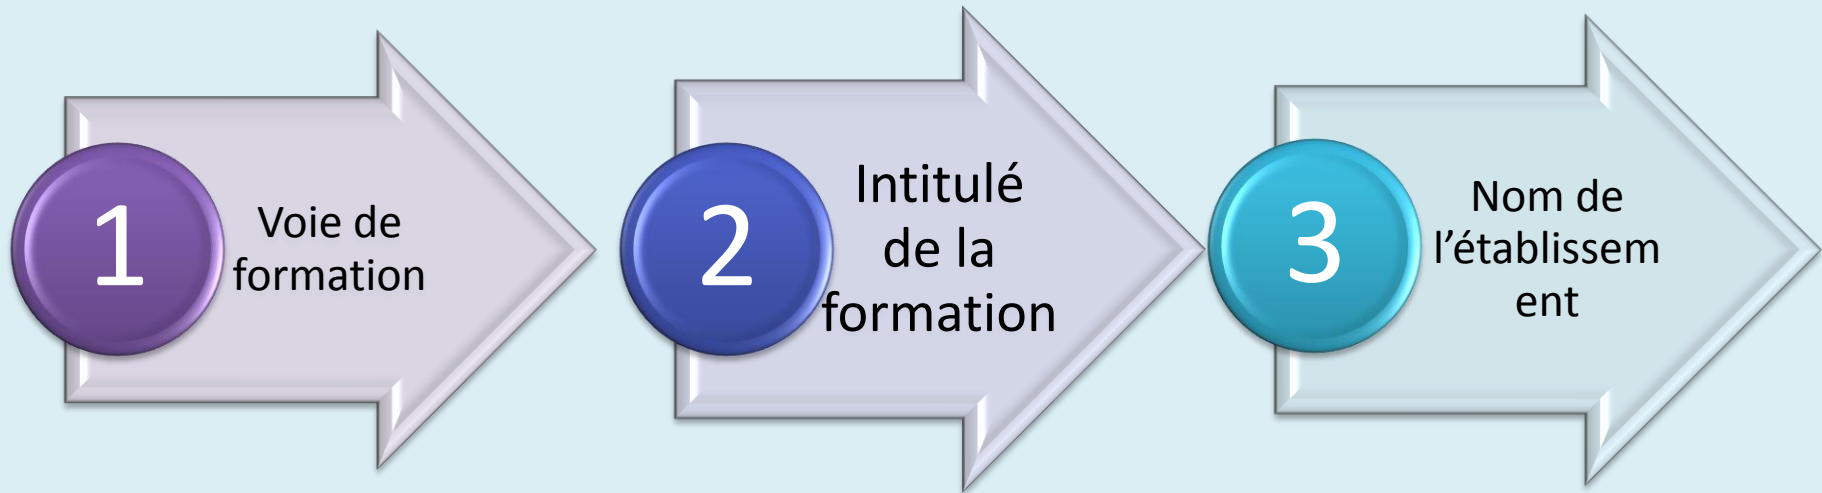 1
Voie de
formation
2
Intitulé
de la
formation
3
Nom de
l’établissem
ent